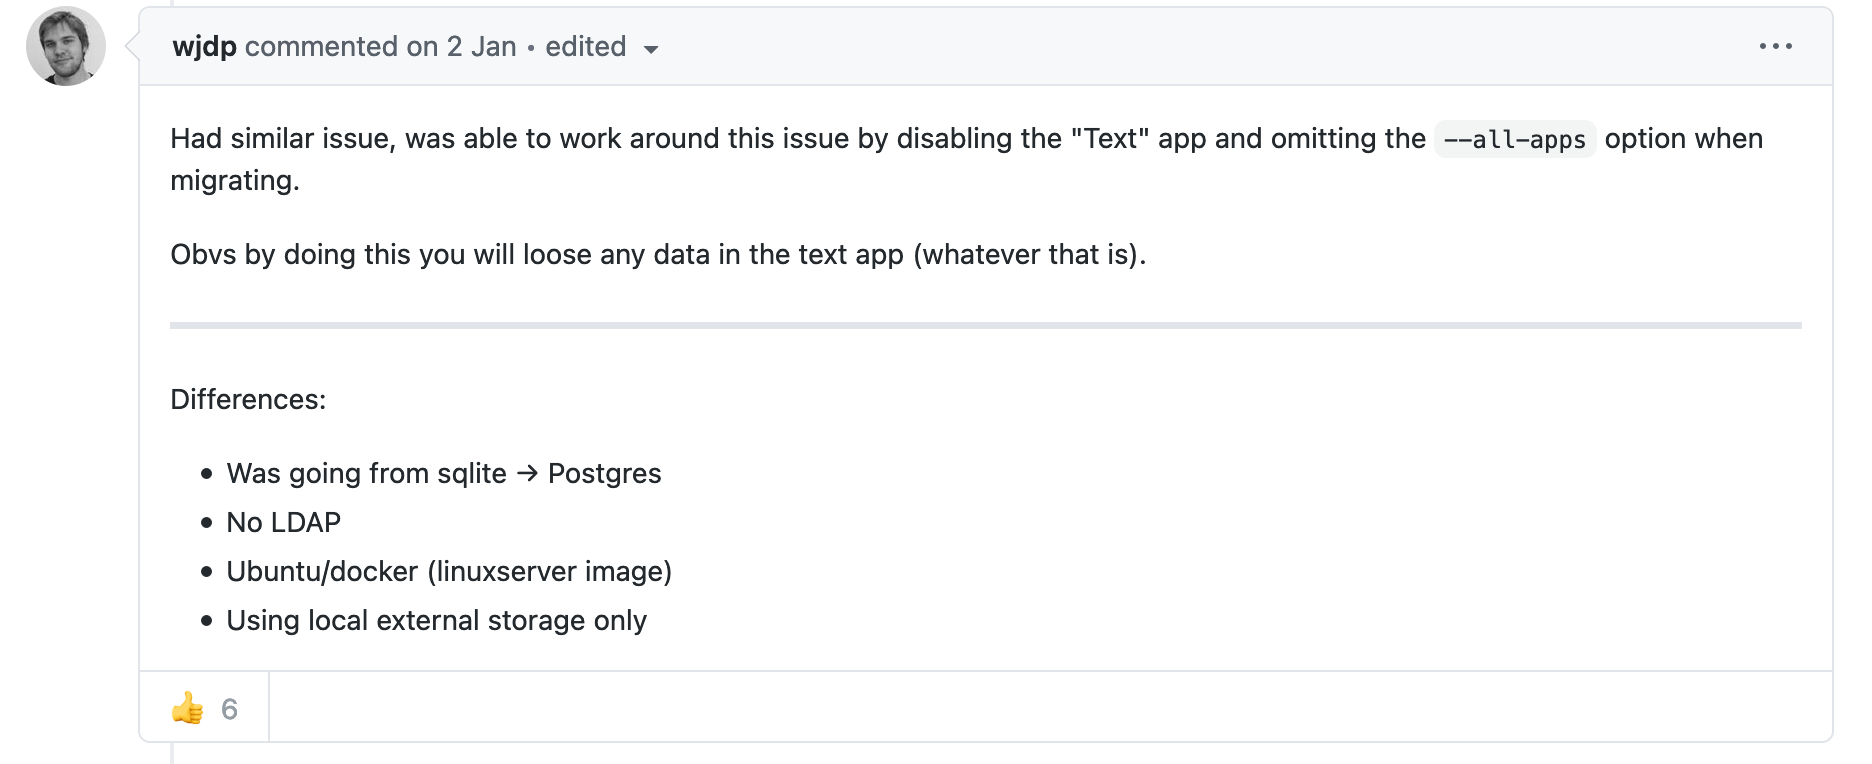 wjdp commented on 2 Jan • edited
Had similar issue, was able to work around this issue by disabling the "Text" app and omitting the --all-apps option when
migrating.
Obvs by doing this you will loose any data in the text app (whatever that is).
Differences:
• Was going from sqlite → Postgres
• No LDAP
• Ubuntu/docker (linuxserver image)
• Using local external storage only
👍 6